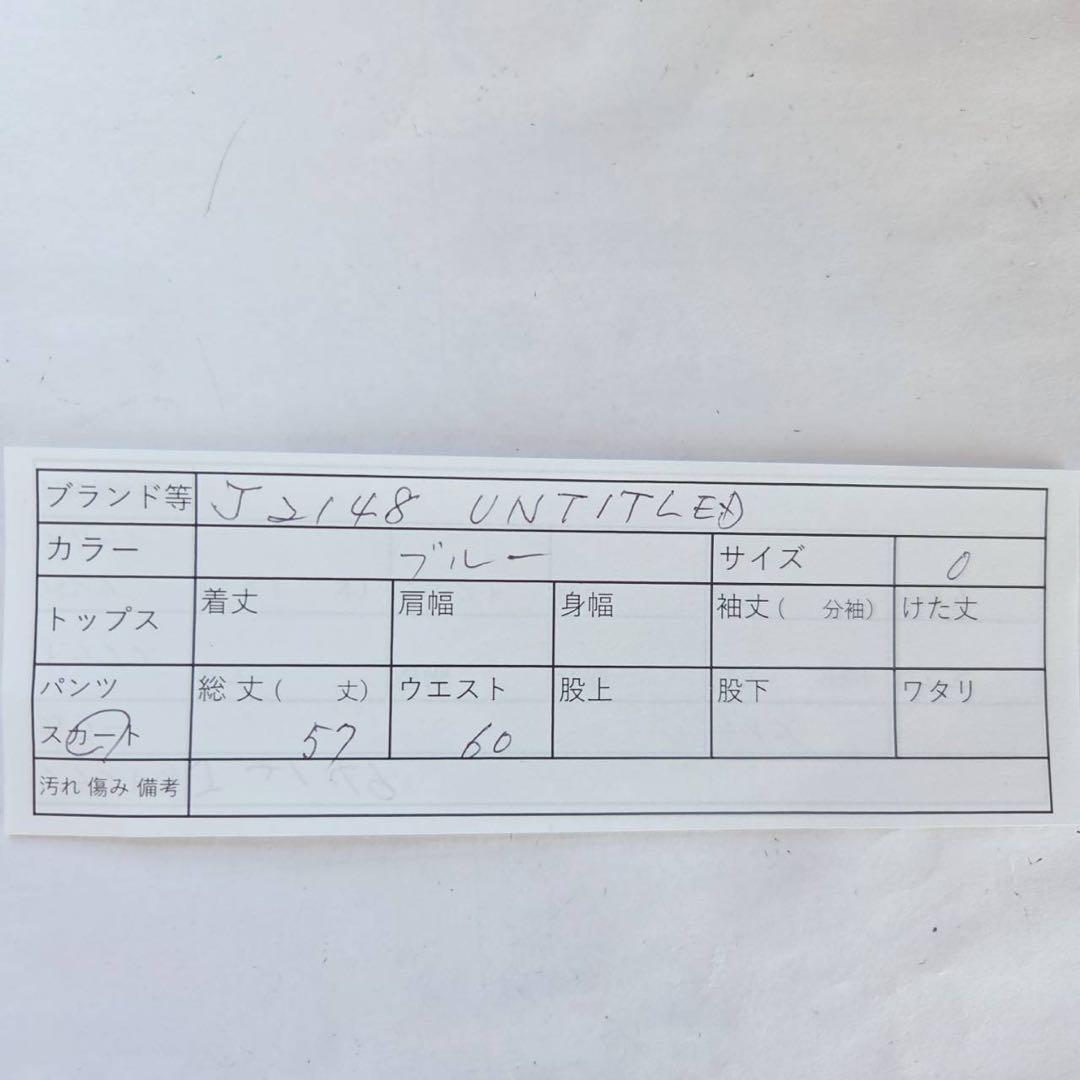 ブランド等 J2148 UNTITLED
カラー ブルー サイズ 0
トップス 着丈 肩幅 身幅 袖丈( 分袖) けた丈
パンツ 総丈( 丈) ウエスト 股上 股下 ワタリ
スカート 57 60
汚れ 傷み 備考